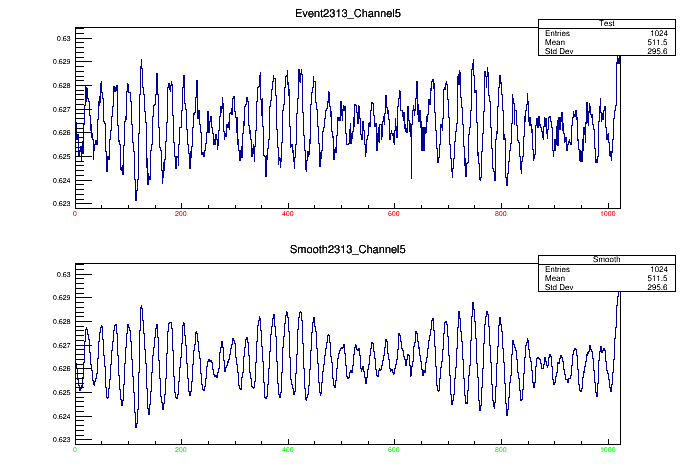 Event2313_Channel5
Test
Entries 1024
Mean 511.5
Std Dev 295.6
0.63
0.629
0.628
0.627
0.626
0.625
0.624
0.623
0 200 400 600 800 1000
Smooth2313_Channel5
Smooth
Entries 1024
Mean 511.5
Std Dev 295.6
0.63
0.629
0.628
0.627
0.626
0.625
0.624
0.623
0 200 400 600 800 1000